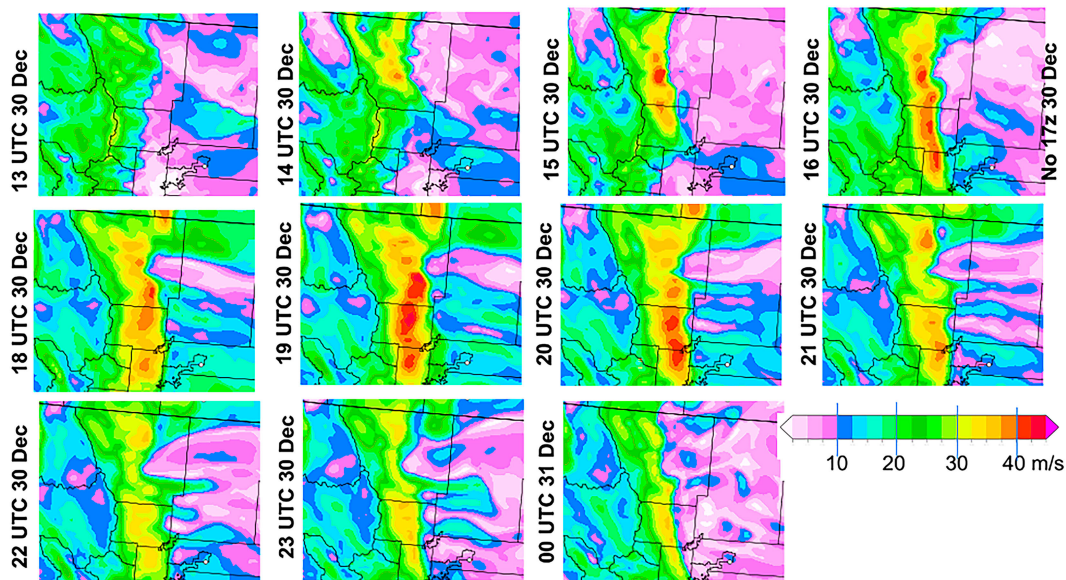 13 UTC 30 Dec
14 UTC 30 Dec
15 UTC 30 Dec
16 UTC 30 Dec
No 17z 30 Dec
18 UTC 30 Dec
19 UTC 30 Dec
20 UTC 30 Dec
21 UTC 30 Dec
22 UTC 30 Dec
23 UTC 30 Dec
00 UTC 31 Dec
10 20 30 40 m/s